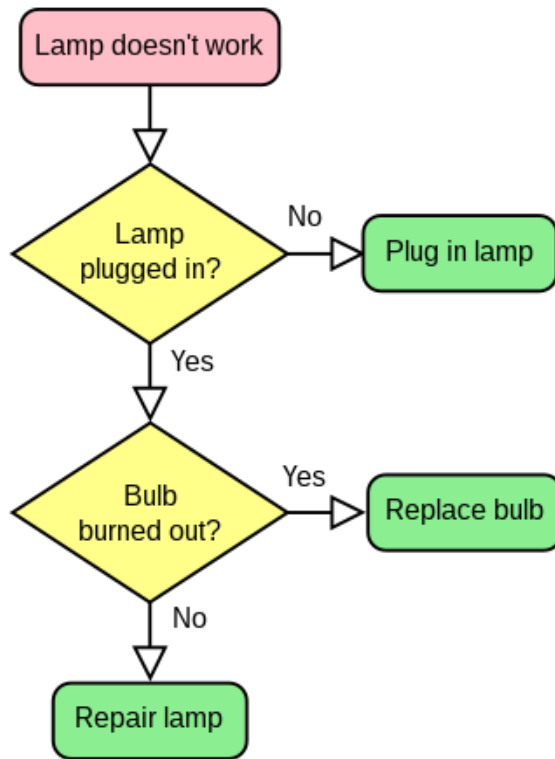 Lamp doesn't work
Lamp
plugged in?
No
Plug in lamp
Yes
Bulb
burned out?
Yes
Replace bulb
No
Repair lamp